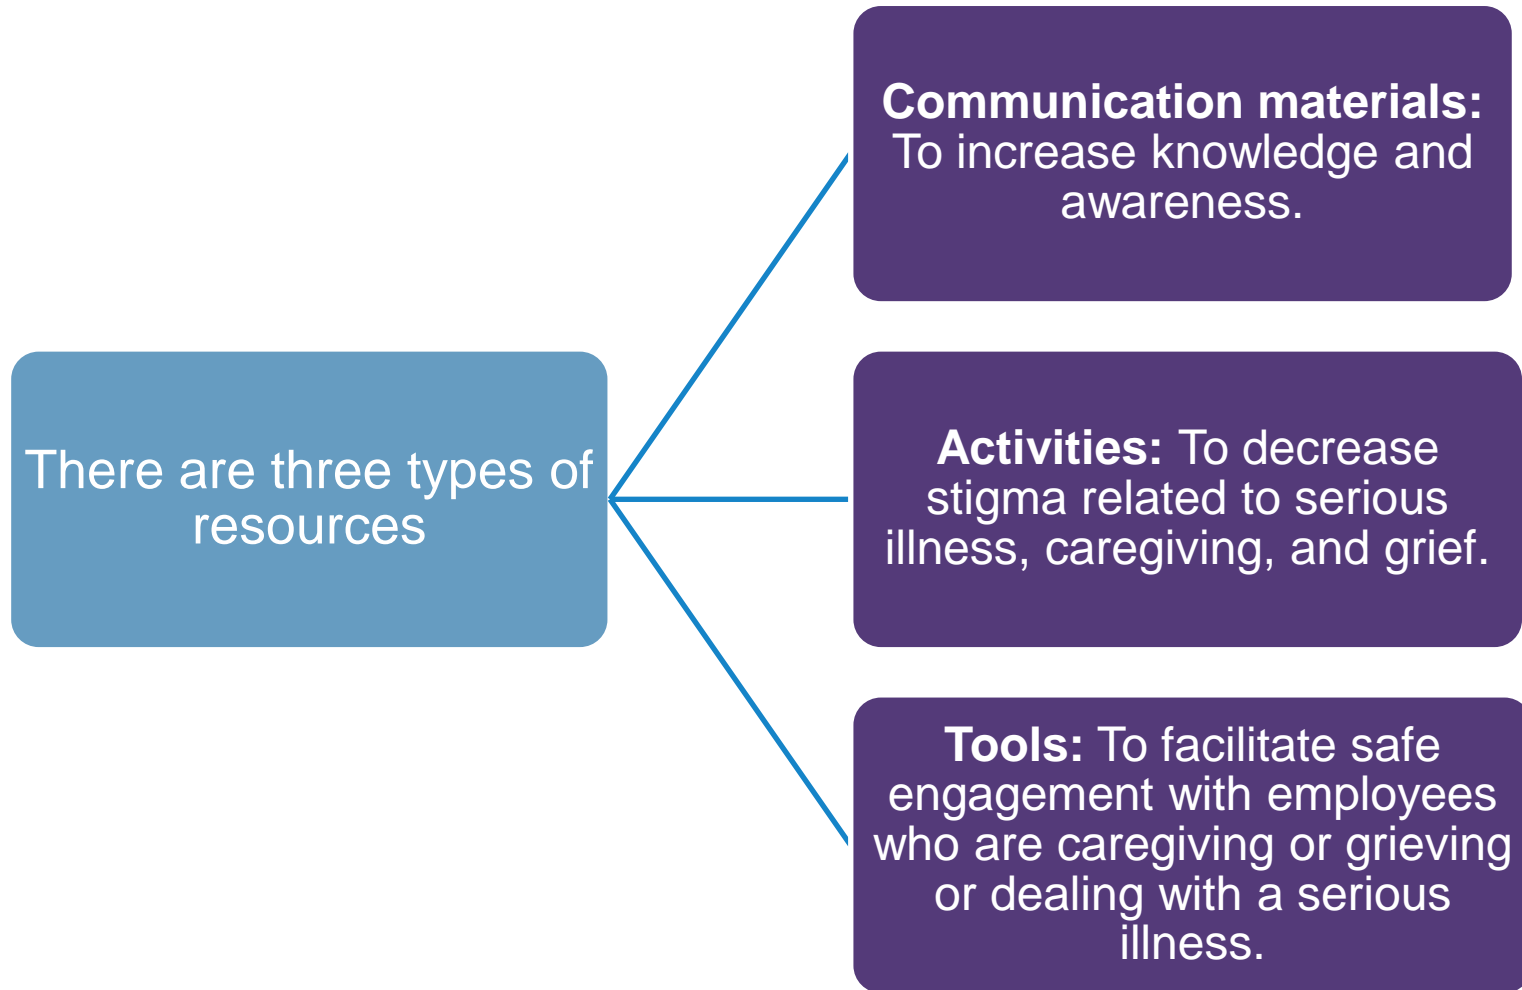 There are three types of
resources
Communication materials:
To increase knowledge and
awareness.
Activities: To decrease
stigma related to serious
illness, caregiving, and grief.
Tools: To facilitate safe
engagement with employees
who are caregiving or grieving
or dealing with a serious
illness.